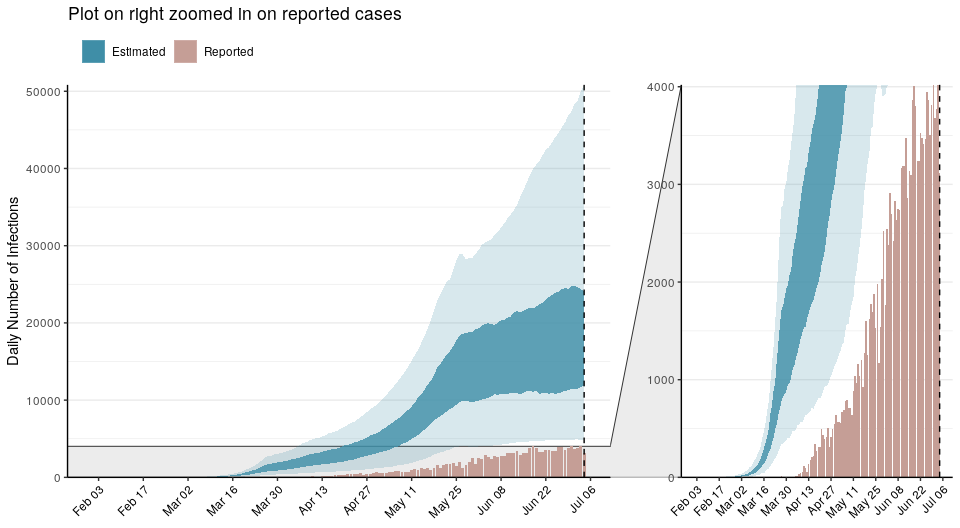 Plot on right zoomed in on reported cases
Estimated Reported
Daily Number of Infections
50000
40000
30000
20000
10000
0
Feb 03 Feb 17 Mar 02 Mar 16 Mar 30 Apr 13 Apr 27 May 11 May 25 Jun 08 Jun 22 Jul 06
4000
3000
2000
1000
0
Feb 03 Feb 17 Mar 02 Mar 16 Mar 30 Apr 13 Apr 27 May 11 May 25 Jun 08 Jun 22 Jul 06